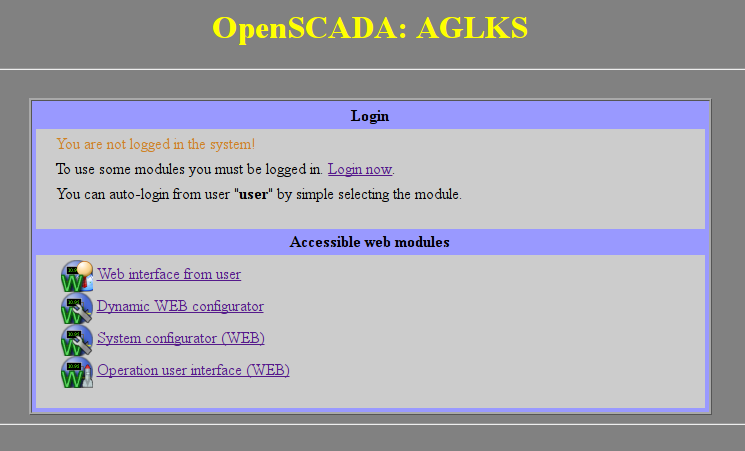 OpenSCADA: AGLKS
Login
You are not logged in the system!
To use some modules you must be logged in. Login now.
You can auto-login from user "user" by simple selecting the module.
Accessible web modules
Web interface from user
Dynamic WEB configurator
System configurator (WEB)
Operation user interface (WEB)